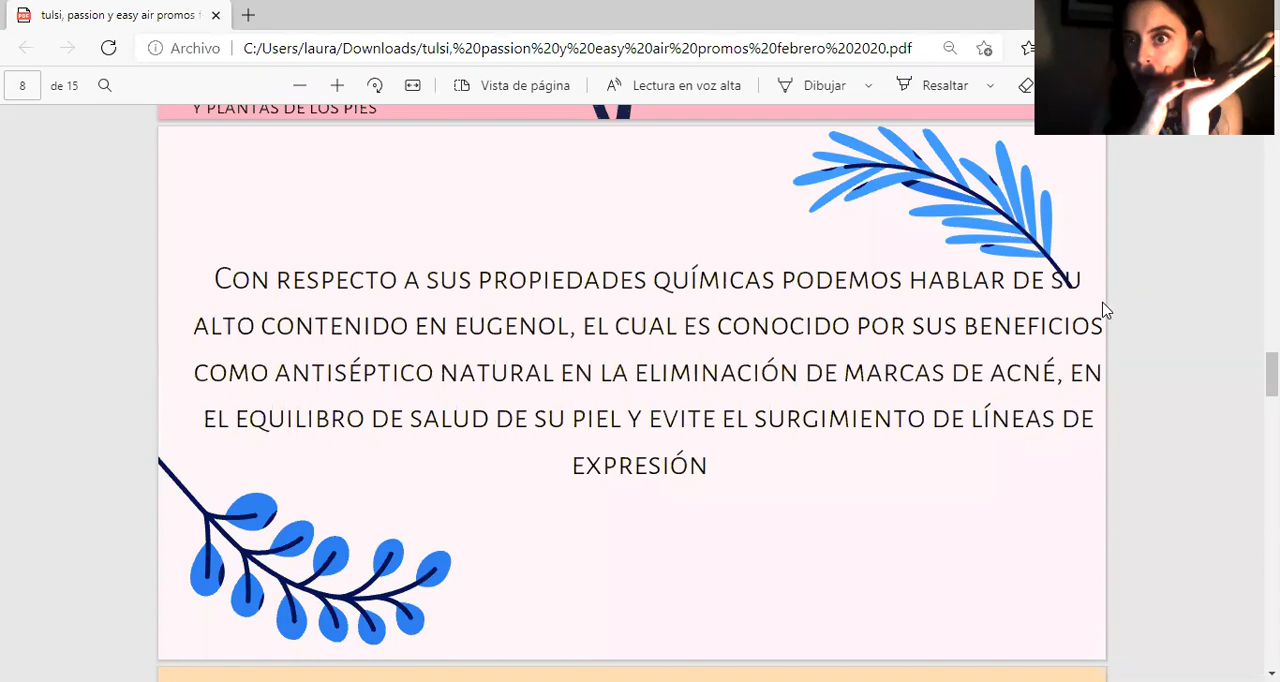 tulsi, passion y easy air promos f
Archivo
C:/Users/laura/Downloads/tulsi,%20passion%20y%20easy%20air%20promos%20febrero%202020.pdf
8 de 15
Vista de página
Lectura en voz alta
Dibujar
Resaltar
Y PLANTAS DE LOS PIES
CON RESPECTO A SUS PROPIEDADES QUÍMICAS PODEMOS HABLAR DE SU
ALTO CONTENIDO EN EUGENOL, EL CUAL ES CONOCIDO POR SUS BENEFICIOS
COMO ANTISÉPTICO NATURAL EN LA ELIMINACIÓN DE MARCAS DE ACNÉ, EN
EL EQUILIBRO DE SALUD DE SU PIEL Y EVITE EL SURGIMIENTO DE LÍNEAS DE
EXPRESIÓN